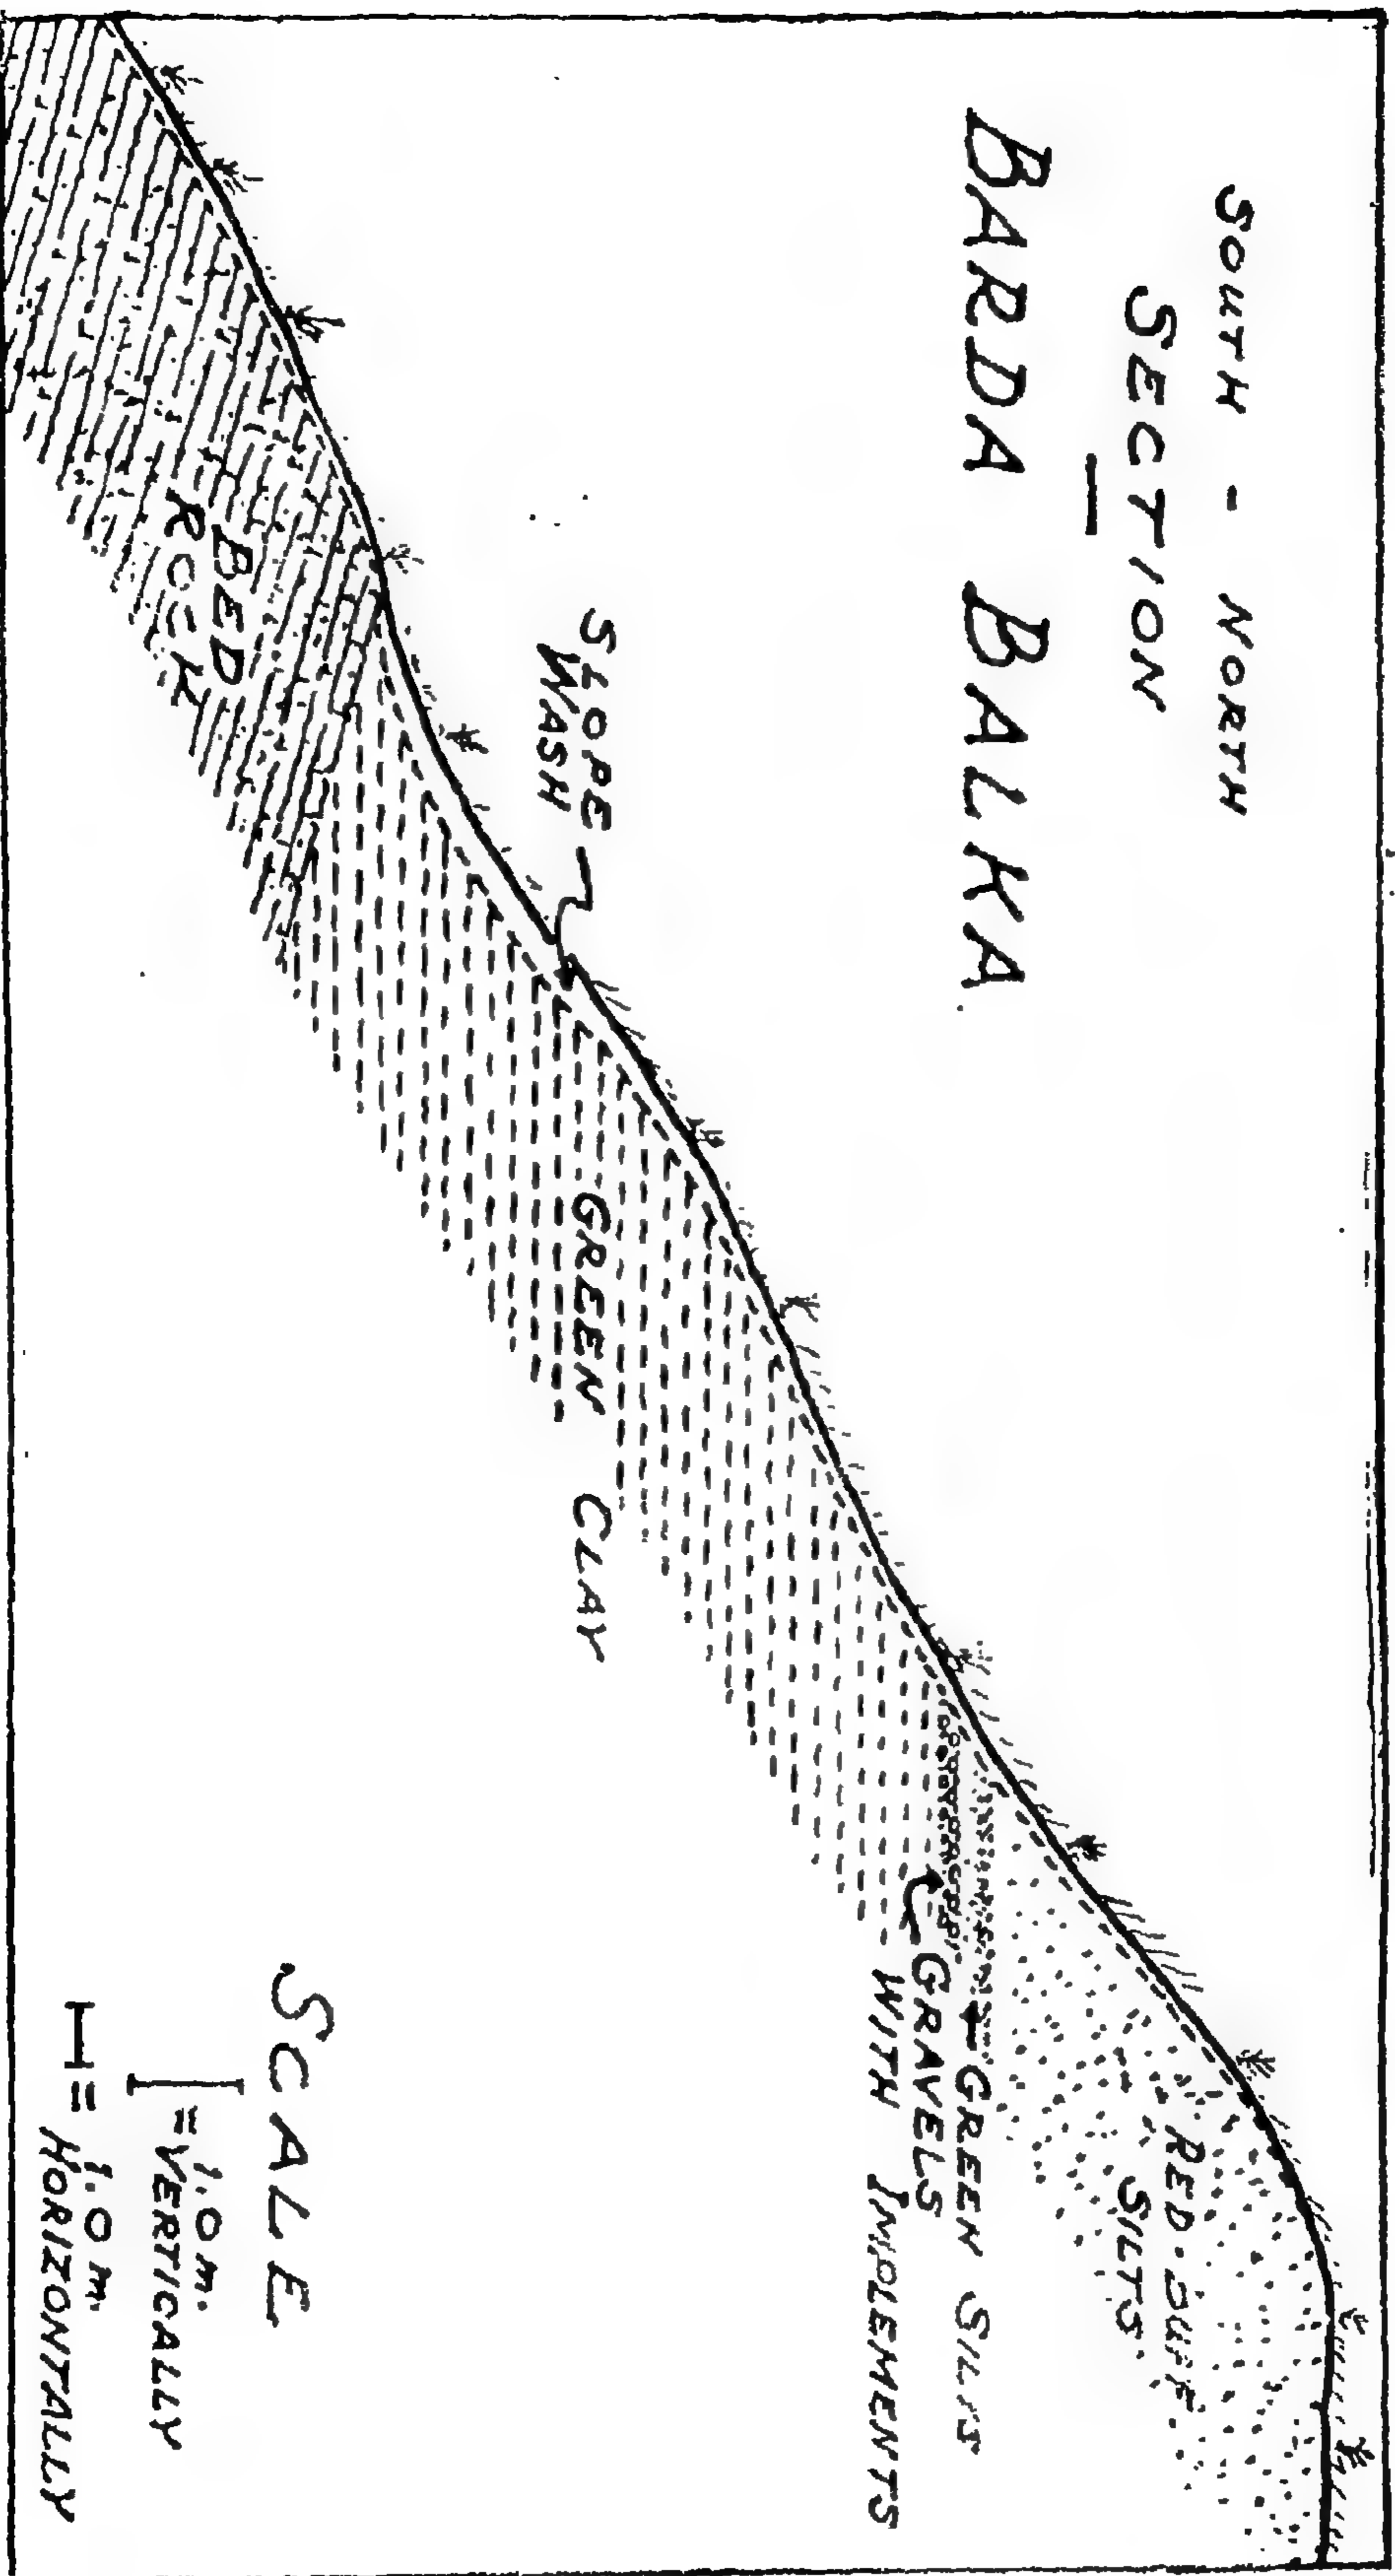 SOUTH - NORTH
SECTION
BARDA BALKA
SLOPE
WASH
BED
ROCK
GREEN CLAY
RED-BUFF
SILTS
GREEN SILTS
GRAVELS
WITH IMPLEMENTS
SCALE
1.0 m.
= VERTICALLY
1.0 m.
= HORIZONTALLY